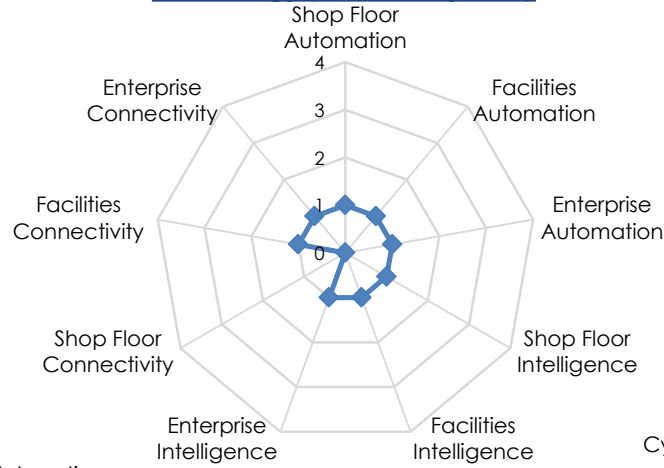 Shop Floor
Automation
4
Enterprise
Connectivity
Facilities
Automation
3
2
Facilities
Connectivity
1
Enterprise
Automation
0
Shop Floor
Connectivity
Shop Floor
Intelligence
Enterprise
Intelligence
Facilities
Intelligence